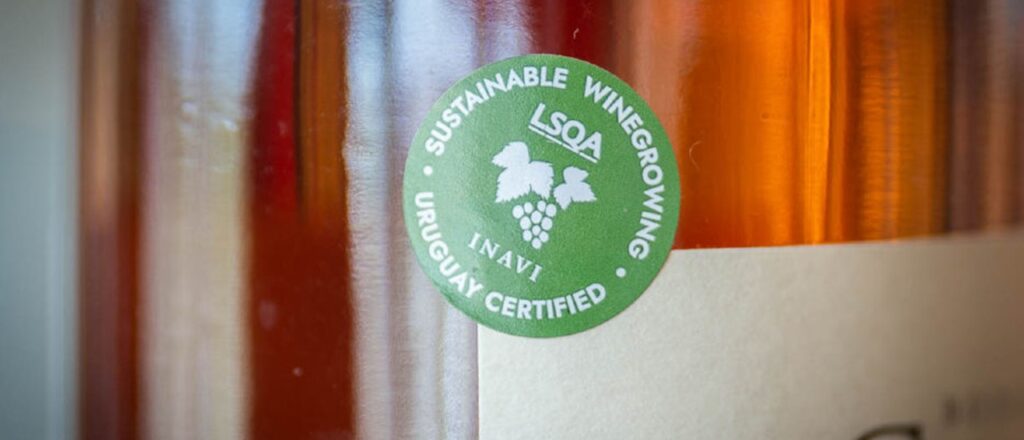 SUSTAINABLE WINEGROWING
LSQA
INAVI
URUGUAY CERTIFIED